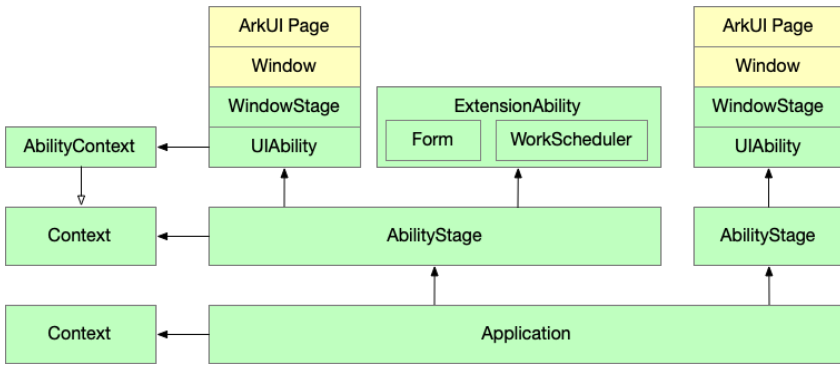 ArkUI Page
ArkUI Page
Window
Window
WindowStage
ExtensionAbility
WindowStage
AbilityContext
UIAbility
Form
WorkScheduler
UIAbility
Context
AbilityStage
AbilityStage
Context
Application